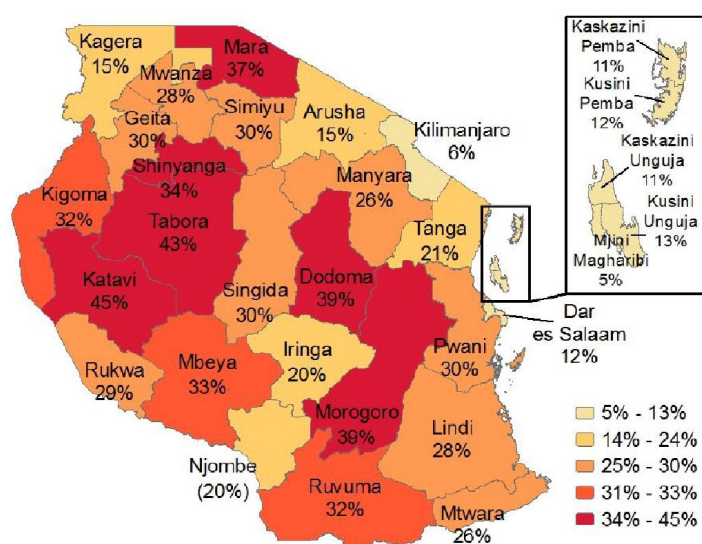 Kagera
15%
Mara
37%
Mwanza
28%
Simiyu
30%
Geita
30%
Arusha
15%
Kilimanjaro
6%
Shinyanga
34%
Kigoma
32%
Tabora
43%
Manyara
26%
Tanga
21%
Katavi
45%
Singida
30%
Dodoma
39%
Dar
es Salaam
12%
Pwani
30%
Rukwa
29%
Mbeya
33%
Iringa
20%
Morogoro
39%
Lindi
28%
Njombe
(20%)
Ruvuma
32%
Mtwara
26%
Kaskazini
Pemba
11%
Kusini
Pemba
12%
Kaskazini
Unguja
11%
Kusini
Unguja
13%
Mjini
Magharibi
5%
5% - 13%
14% - 24%
25% - 30%
31% - 33%
34% - 45%